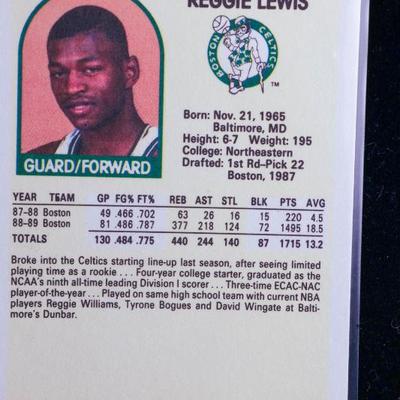 REGGIE LEWIS
BOSTON CELTICS
TM
Born: Nov. 21, 1965
Baltimore, MD
Height: 6-7 Weight: 195
College: Northeastern
Drafted: 1st Rd-Pick 22
Boston, 1987
GUARD/FORWARD
YEAR TEAM GP FG% FT% REB AST STL BLK PTS AVG
87-88 Boston 49 .466 .702 63 26 16 15 220 4.5
88-89 Boston 81 .486 .787 377 218 124 72 1495 18.5
TOTALS 130 .484 .775 440 244 140 87 1715 13.2
Broke into the Celtics starting line-up last season, after seeing limited
playing time as a rookie . . . Four-year college starter, graduated as the
NCAA's ninth all-time leading Division I scorer . . . Three-time ECAC-NAC
player-of-the-year . . . Played on same high school team with current NBA
players Reggie Williams, Tyrone Bogues and David Wingate at Balti-
more's Dunbar.